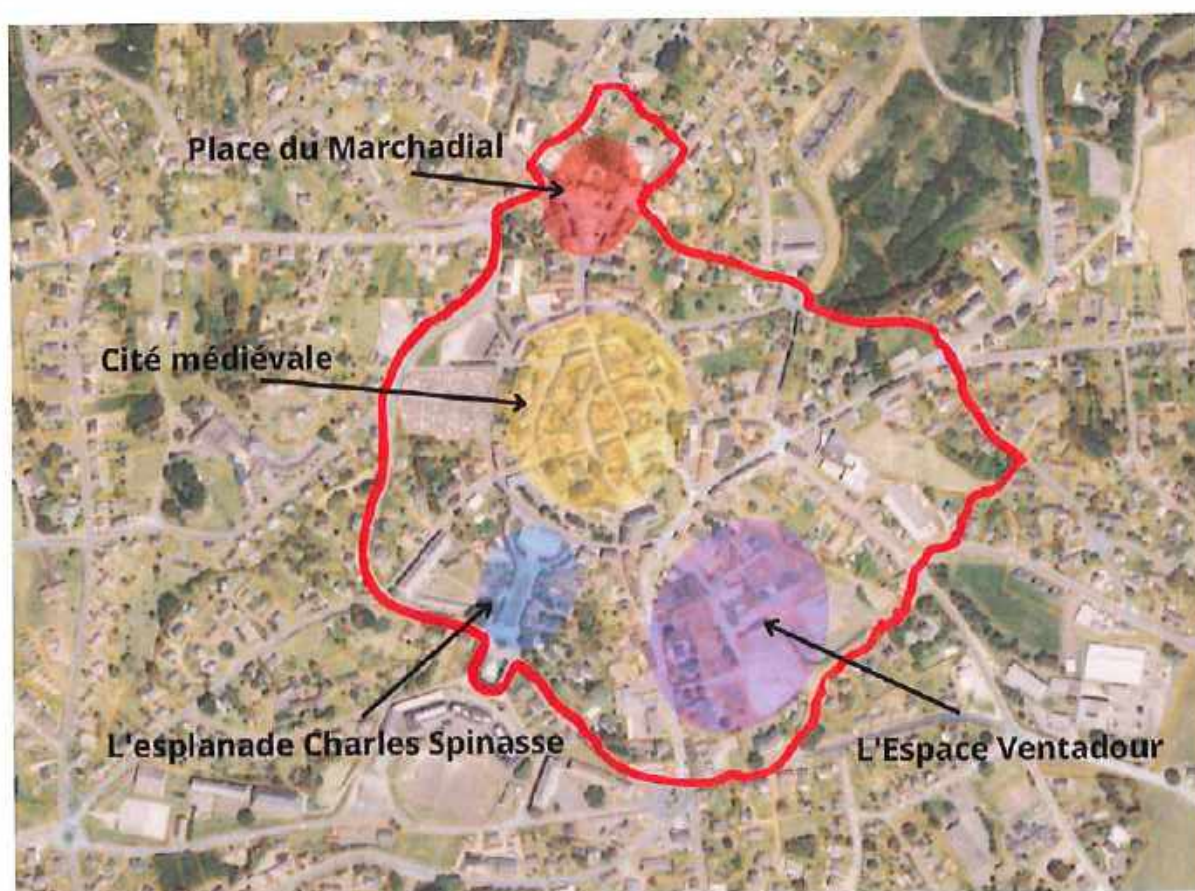 Place du Marchadial
Cité médiévale
L'esplanade Charles Spinasse
L'Espace Ventadour